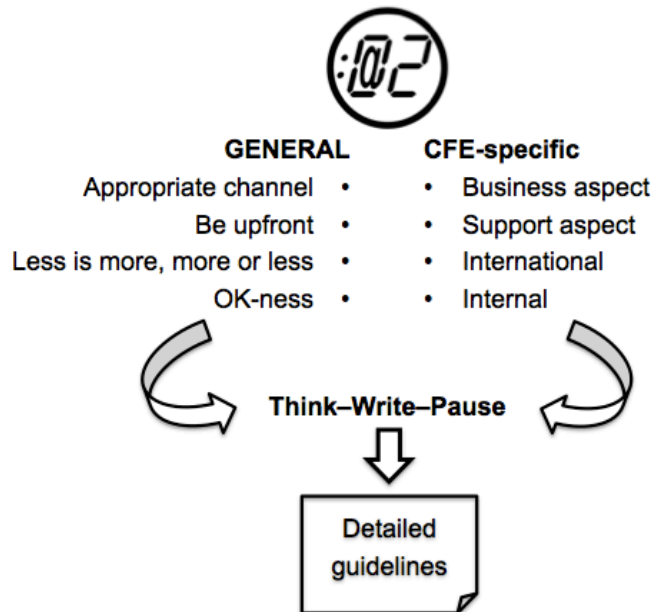 :@2
GENERAL CFE-specific
Appropriate channel • • Business aspect
Be upfront • • Support aspect
Less is more, more or less • • International
OK-ness • • Internal
Think–Write–Pause
Detailed
guidelines